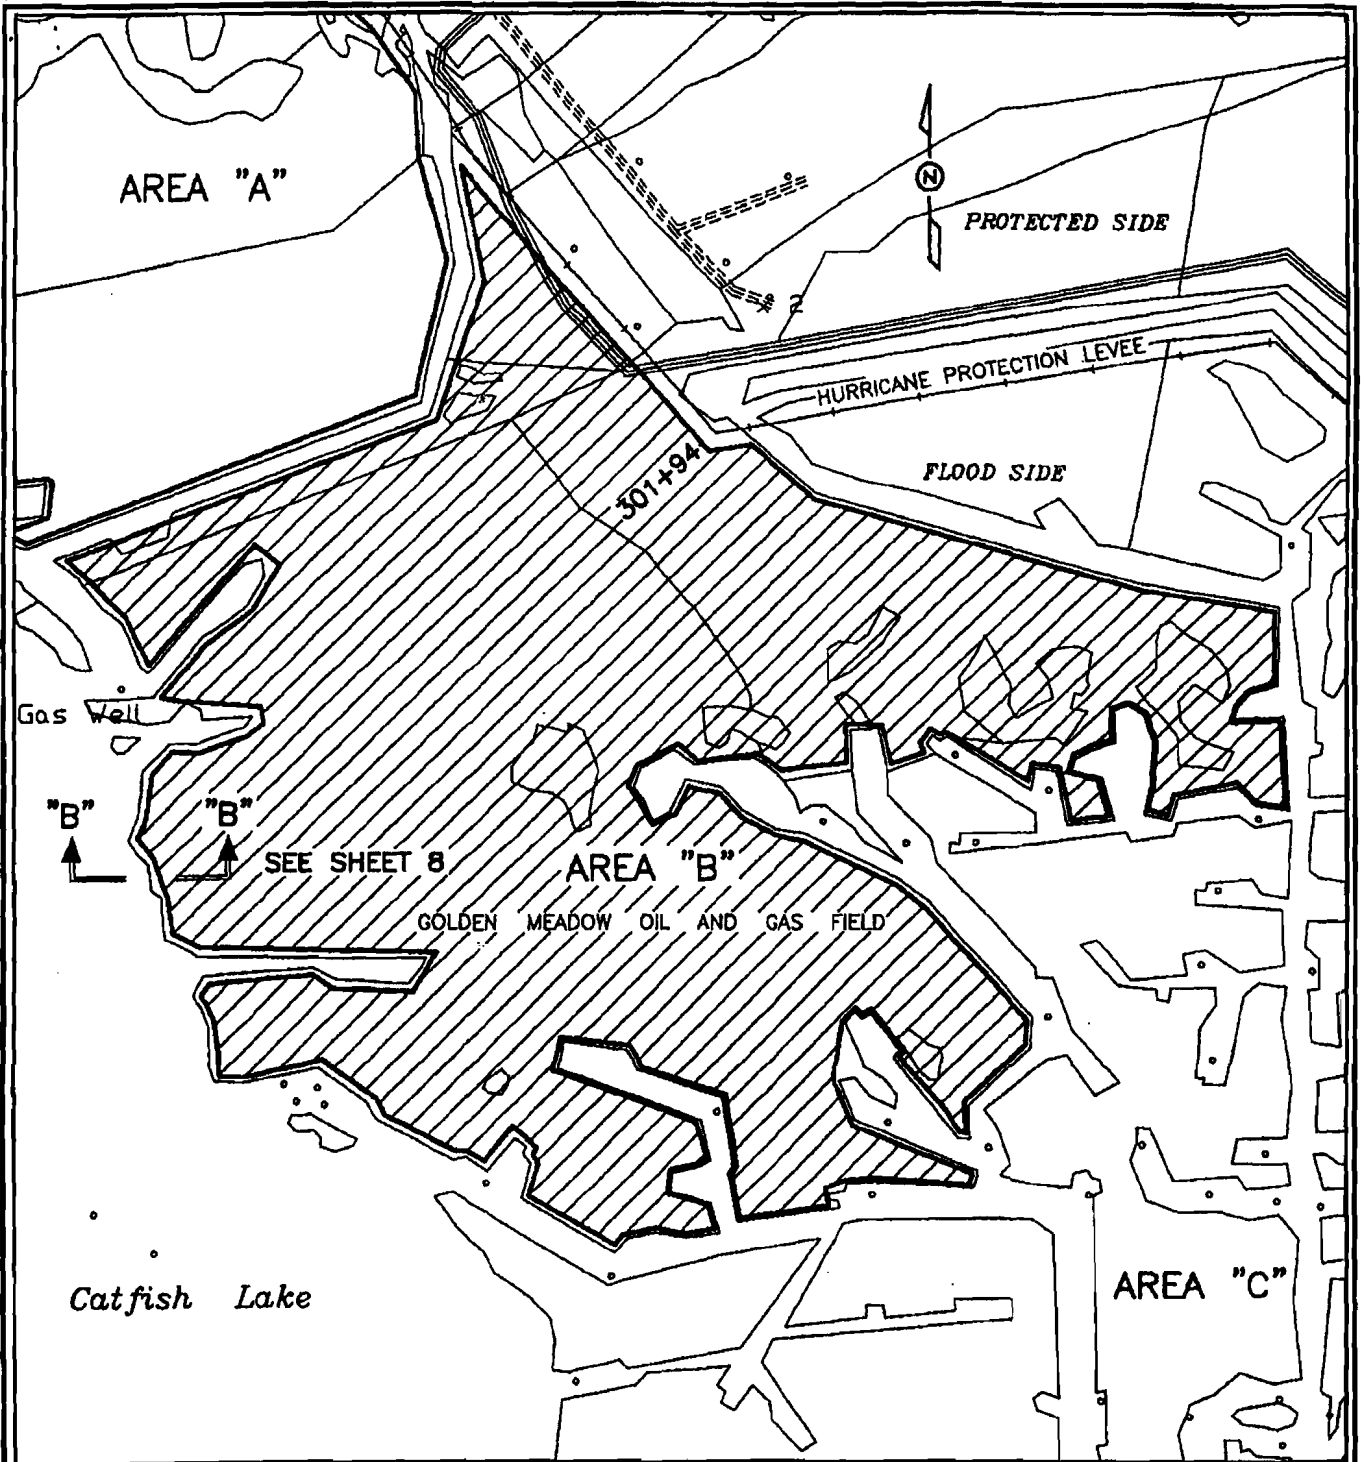 AREA "A"
N
PROTECTED SIDE
2
HURRICANE PROTECTION LEVEE
FLOOD SIDE
301+94
Gas Well
"B" "B"
SEE SHEET 8
AREA "B"
GOLDEN MEADOW OIL AND GAS FIELD
Catfish Lake
AREA "C"